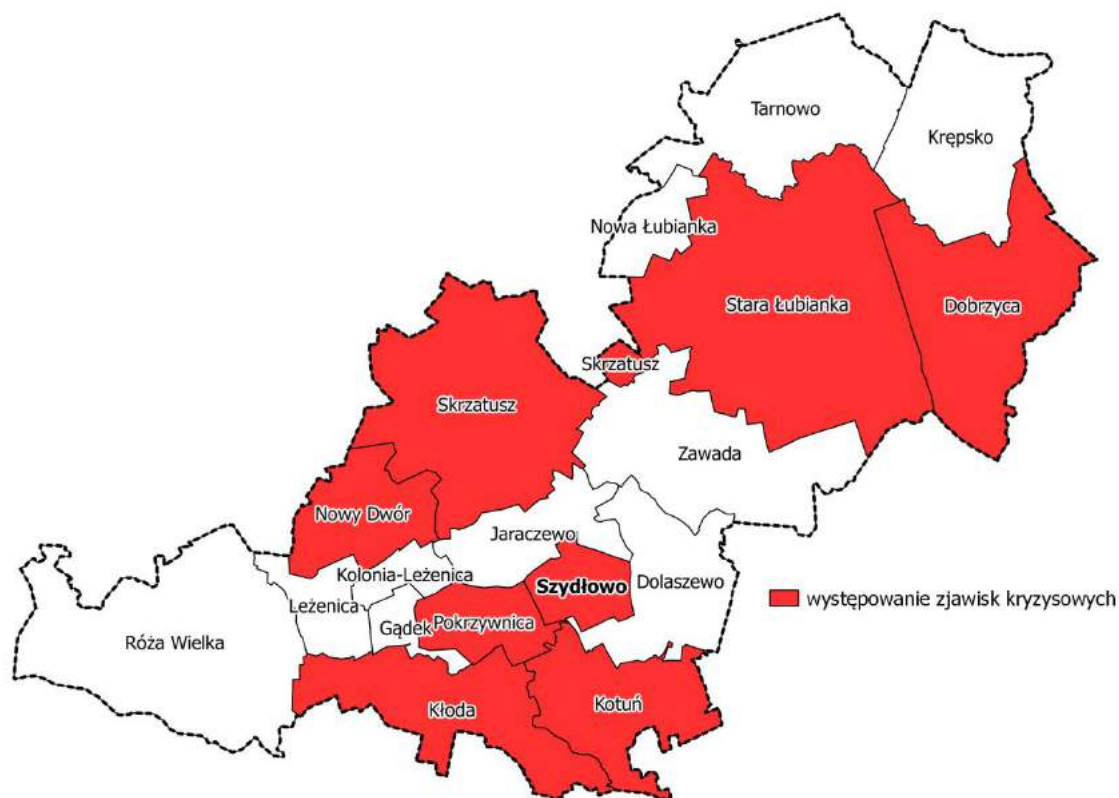 Tarnowo
Krępsko
Nowa Łubianka
Stara Łubianka
Dobrzyca
Skrzatusz
Skrzatusz
Zawada
Nowy Dwór
Jaraczewo
Kolonia-Leżenica
Szydłowo
Dolaszewo
występowanie zjawisk kryzysowych
Leżenica
Gądek
Pokrzywnica
Róża Wielka
Kotuń
Kłoda